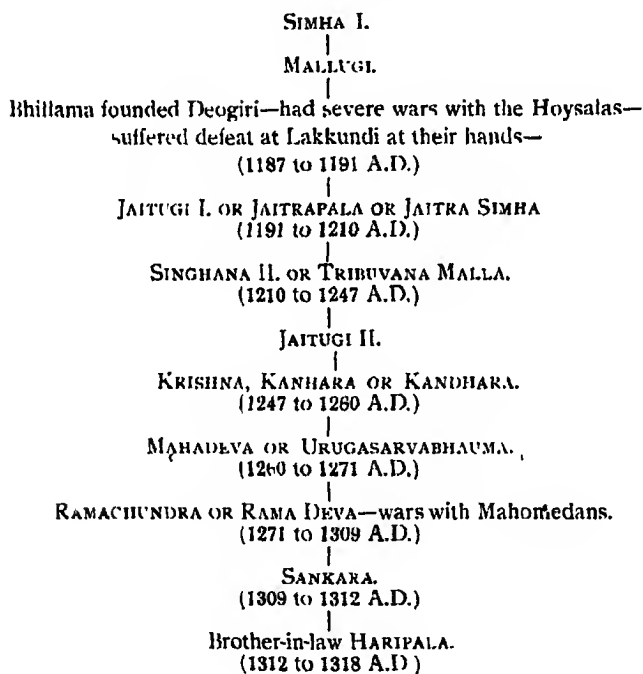 SIMHA I.
MALLUGI.
Bhillama founded Deogiri—had severe wars with the Hoysalas—
suffered defeat at Lakkundi at their hands—
(1187 to 1191 A.D.)
JAITUGI I. OR JAITRAPALA OR JAITRA SIMHA
(1191 to 1210 A.D.)
SINGHANA II. OR TRIBUVANA MALLA.
(1210 to 1247 A.D.)
JAITUGI II.
KRISHNA, KANHARA OR KANDHARA.
(1247 to 1260 A.D.)
MAHADEVA OR URUGASARVABHAUMA.
(1260 to 1271 A.D.)
RAMACHUNDRA OR RAMA DEVA—wars with Mahomedans.
(1271 to 1309 A.D.)
SANKARA.
(1309 to 1312 A.D.)
Brother-in-law HARIPALA.
(1312 to 1318 A.D )